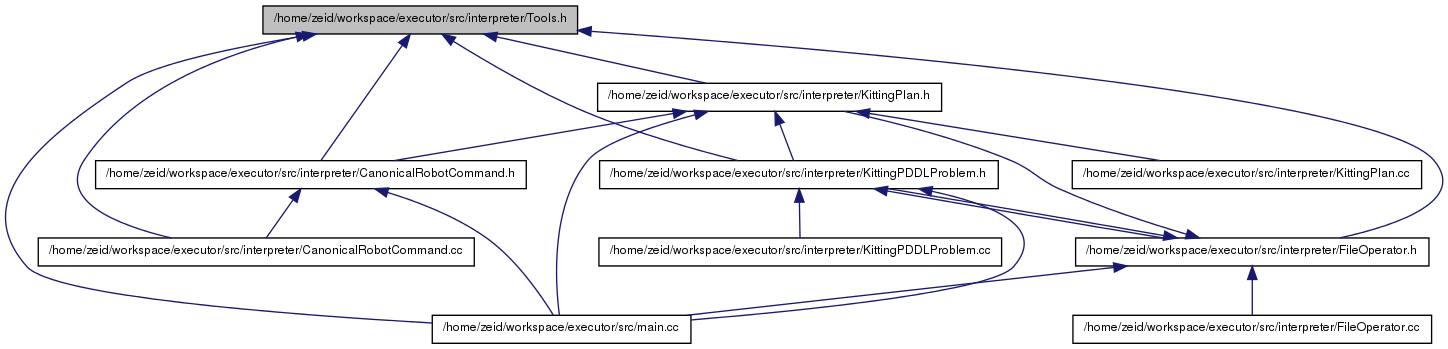 /home/zeid/workspace/executor/src/interpreter/Tools.h
/home/zeid/workspace/executor/src/interpreter/KittingPlan.h
/home/zeid/workspace/executor/src/interpreter/CanonicalRobotCommand.h
/home/zeid/workspace/executor/src/interpreter/KittingPDDLProblem.h
/home/zeid/workspace/executor/src/interpreter/KittingPlan.cc
/home/zeid/workspace/executor/src/interpreter/CanonicalRobotCommand.cc
/home/zeid/workspace/executor/src/interpreter/KittingPDDLProblem.cc
/home/zeid/workspace/executor/src/interpreter/FileOperator.h
/home/zeid/workspace/executor/src/main.cc
/home/zeid/workspace/executor/src/interpreter/FileOperator.cc